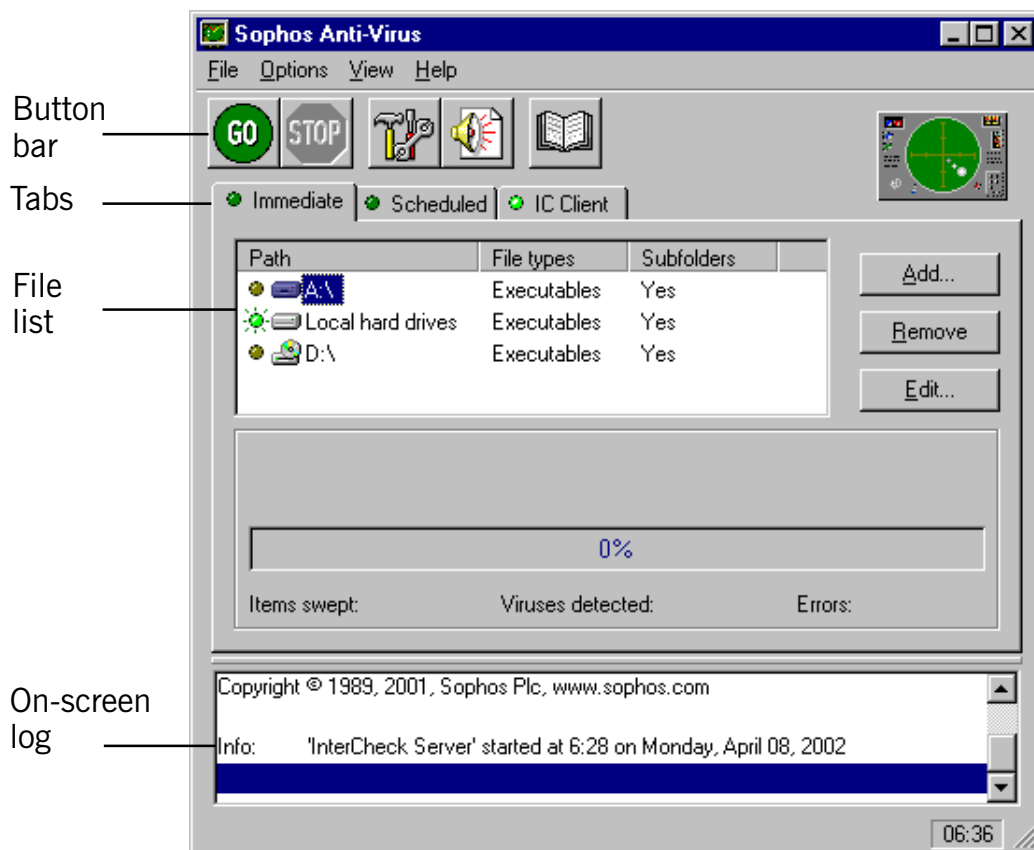 Sophos Anti-Virus
File Options View Help
Button
bar
GO STOP
Tabs
Immediate Scheduled IC Client
File
list
Path File types Subfolders
A:\ Executables Yes
Local hard drives Executables Yes
D:\ Executables Yes
Add...
Remove
Edit...
0%
Items swept: Viruses detected: Errors:
On-screen
log
Copyright © 1989, 2001, Sophos Plc, www.sophos.com
Info: 'InterCheck Server' started at 6:28 on Monday, April 08, 2002
06:36